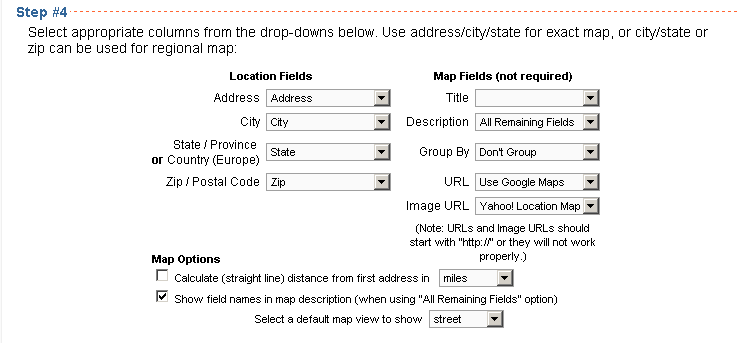 Step #4
Select appropriate columns from the drop-downs below. Use address/city/state for exact map, or city/state or
zip can be used for regional map:
Location Fields
Address Address
City City
State / Province
or Country (Europe) State
Zip / Postal Code Zip
Map Fields (not required)
Title
Description All Remaining Fields
Group By Don't Group
URL Use Google Maps
Image URL Yahoo! Location Map
(Note: URLs and Image URLs should
start with "http://" or they will not work
properly.)
Map Options
Calculate (straight line) distance from first address in miles
Show field names in map description (when using "All Remaining Fields" option)
Select a default map view to show street